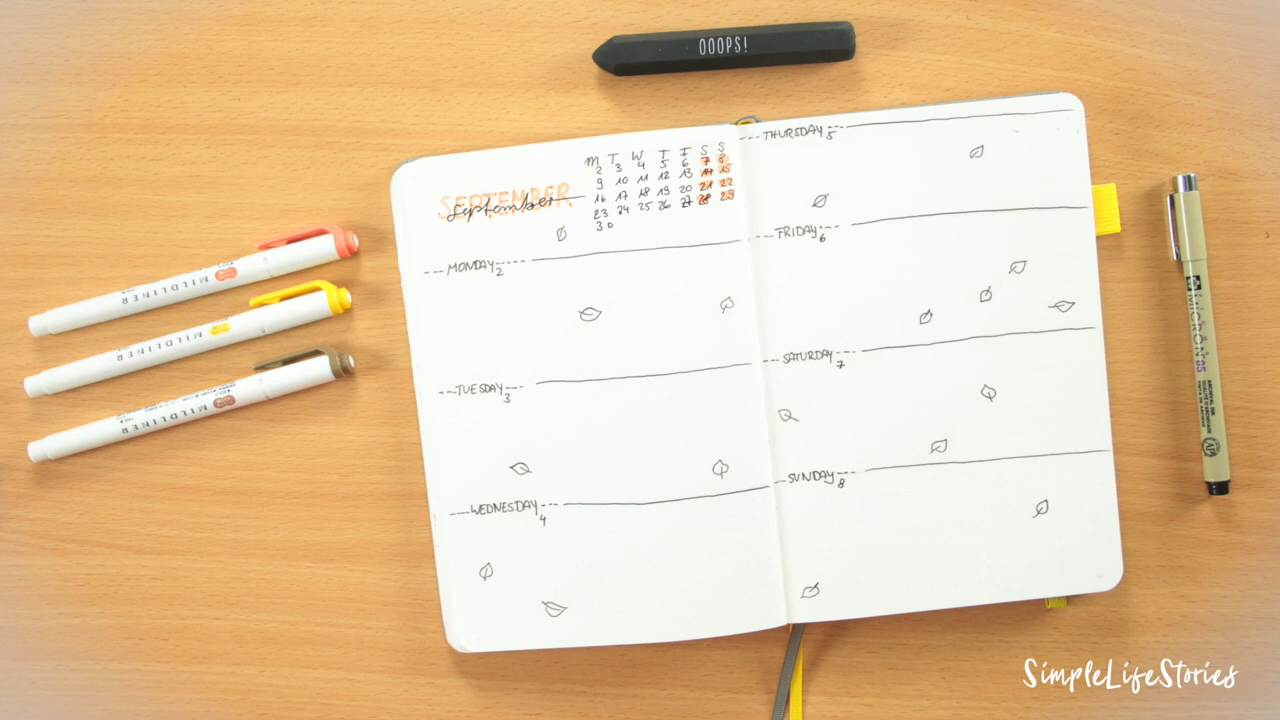 OOOPS!
SEPTEMBER
September
M T W T F S S
2 3 4 5 6 7 8
9 10 11 12 13 14 15
16 17 18 19 20 21 22
23 24 25 26 27 28 29
30
MONDAY 2
TUESDAY 3
WEDNESDAY 4
THURSDAY 5
FRIDAY 6
SATURDAY 7
SUNDAY 8
MILDLINER
MILDLINER
MILDLINER
MICRON 05
ARCHIVAL INK
SimpleLifeStories